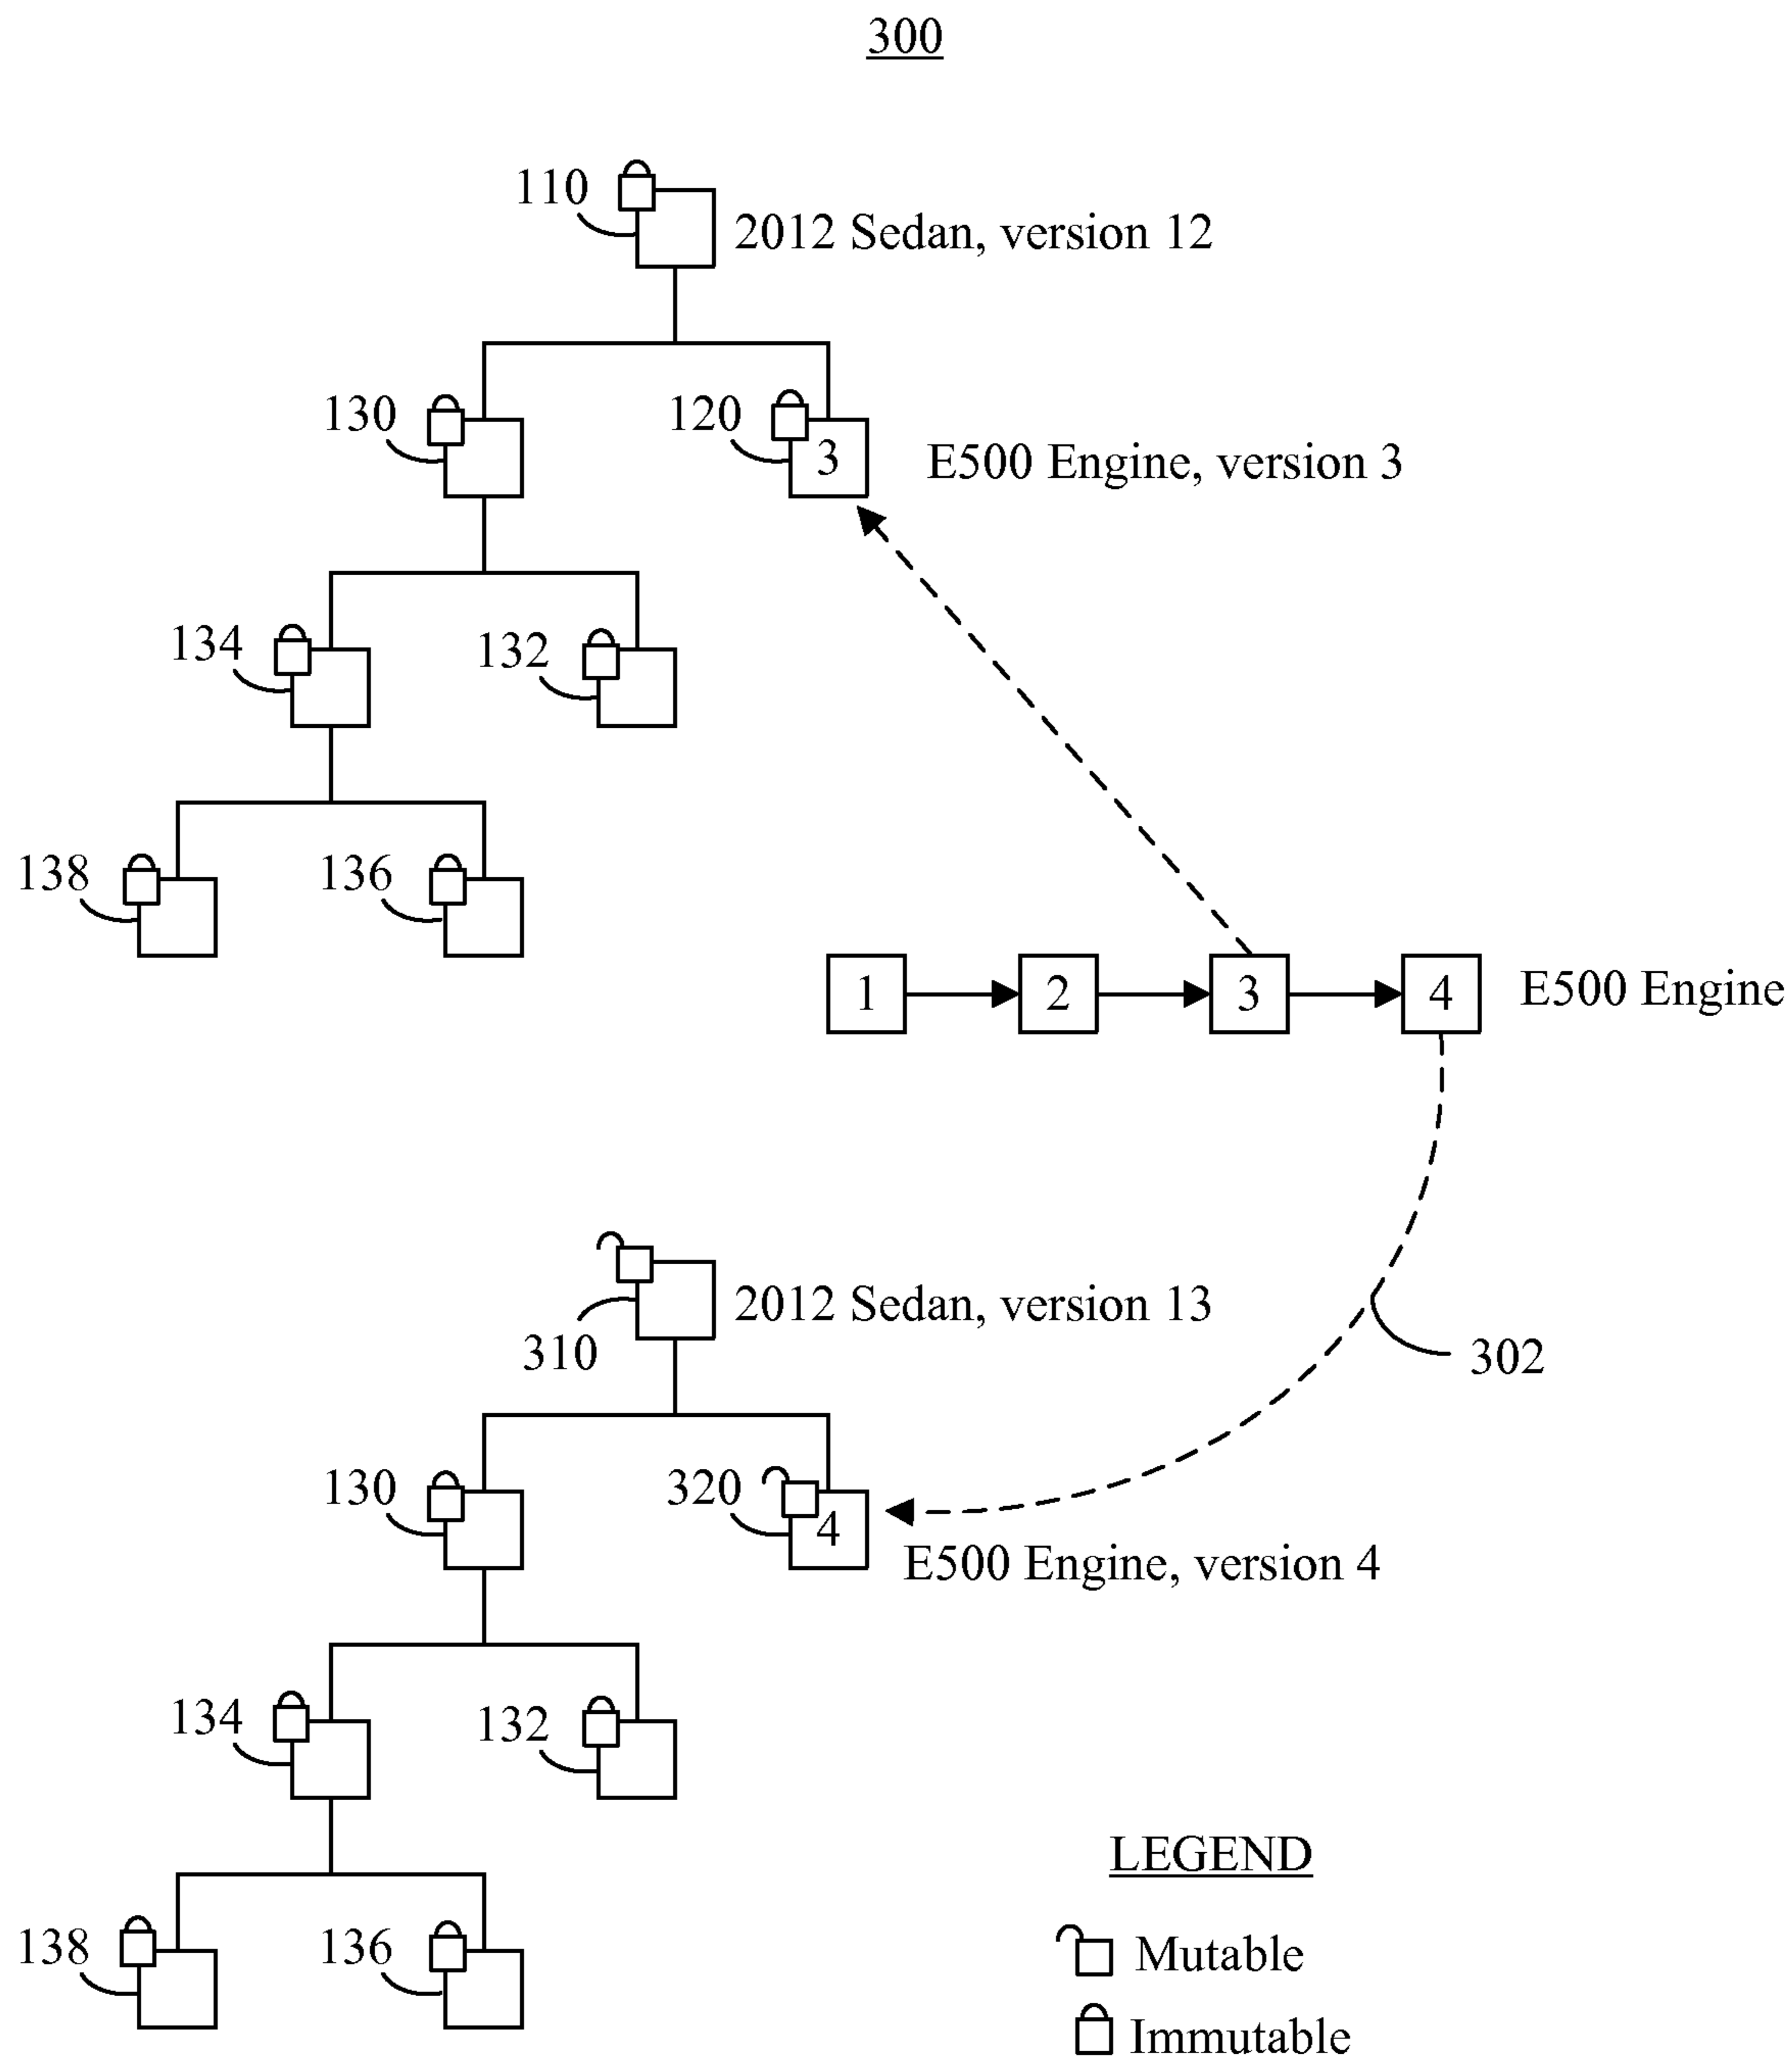 300
110
2012 Sedan, version 12
130
120
3
E500 Engine, version 3
134
132
138
136
1
2
3
4
E500 Engine
2012 Sedan, version 13
310
302
130
320
4
E500 Engine, version 4
134
132
138
136
LEGEND
Mutable
Immutable